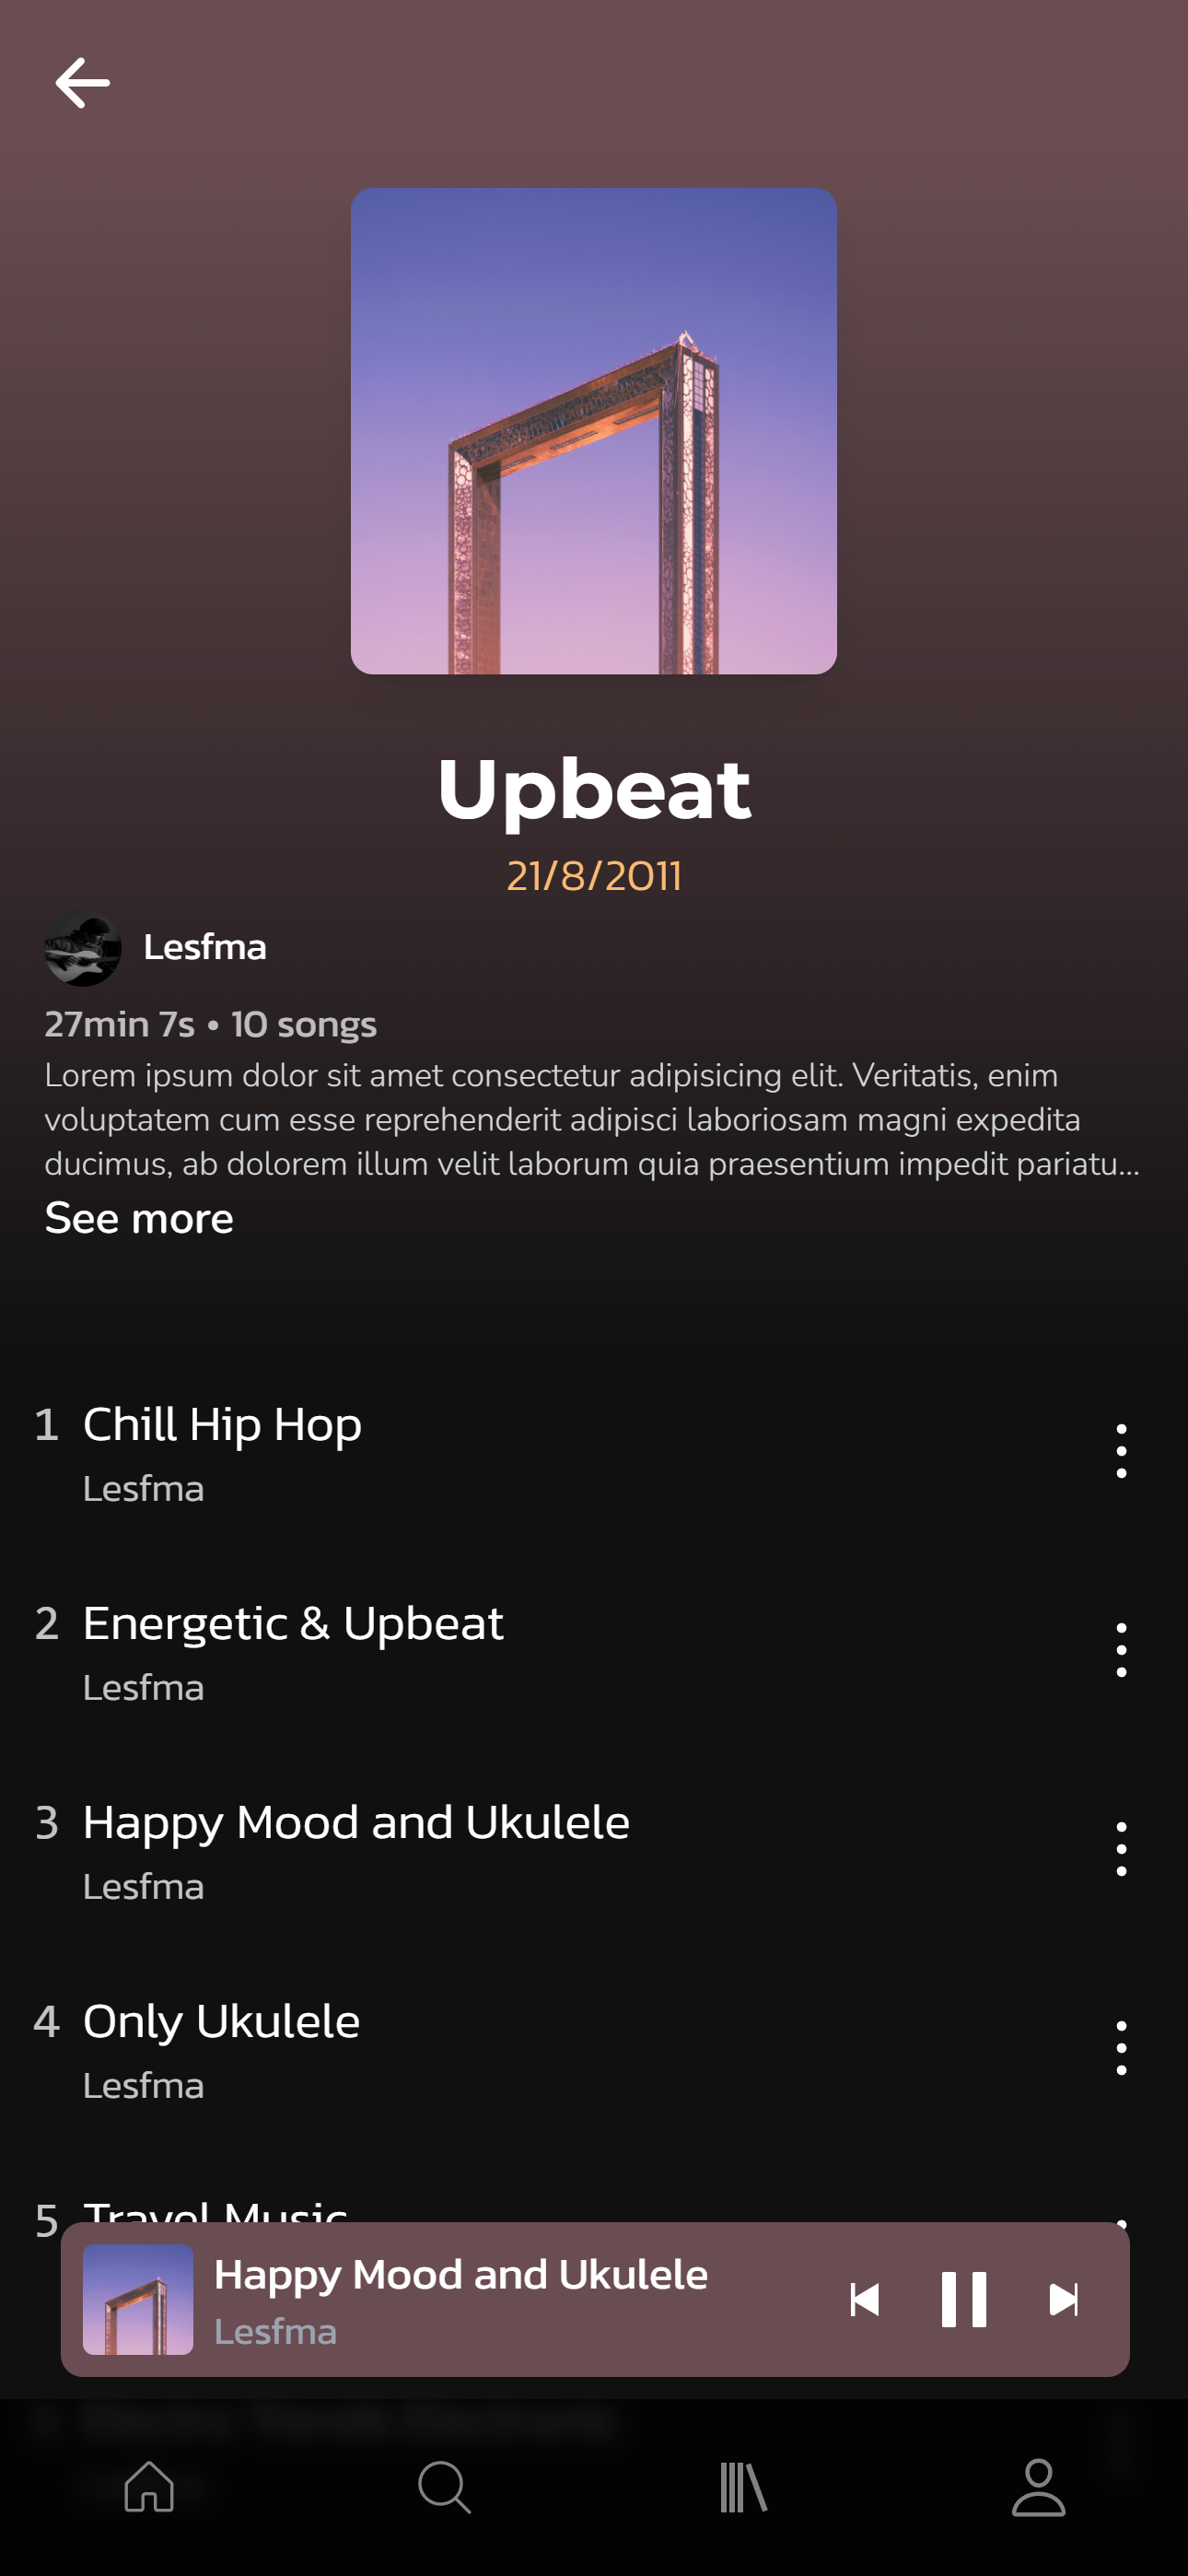 Upbeat
21/8/2011
Lesfma
27min 7s • 10 songs
Lorem ipsum dolor sit amet consectetur adipisicing elit. Veritatis, enim
voluptatem cum esse reprehenderit adipisci laboriosam magni expedita
ducimus, ab dolorem illum velit laborum quia praesentium impedit pariatu...
See more
1 Chill Hip Hop
Lesfma
2 Energetic & Upbeat
Lesfma
3 Happy Mood and Ukulele
Lesfma
4 Only Ukulele
Lesfma
5 Travel Music
Happy Mood and Ukulele
Lesfma